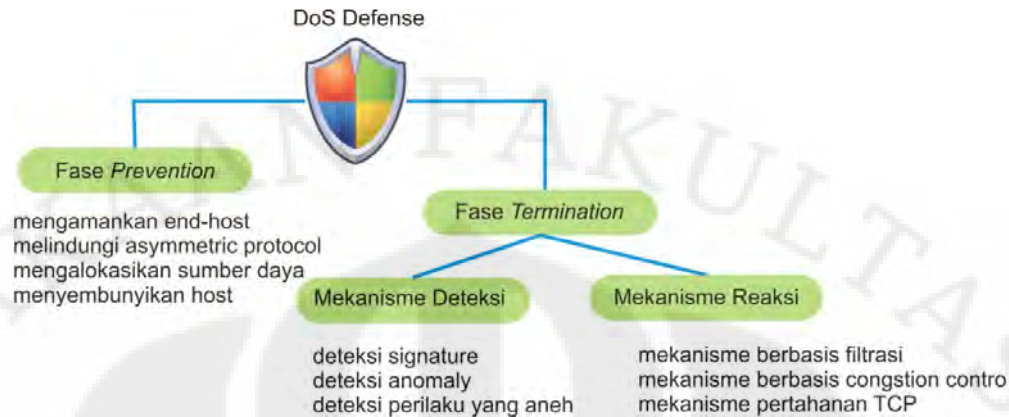 DoS Defense
Fase Prevention
mengamankan end-host
melindungi asymmetric protocol
mengalokasikan sumber daya
menyembunyikan host
Fase Termination
Mekanisme Deteksi
deteksi signature
deteksi anomaly
deteksi perilaku yang aneh
Mekanisme Reaksi
mekanisme berbasis filtrasi
mekanisme berbasis congstion contro
mekanisme pertahanan TCP
AAN FAKULTAS